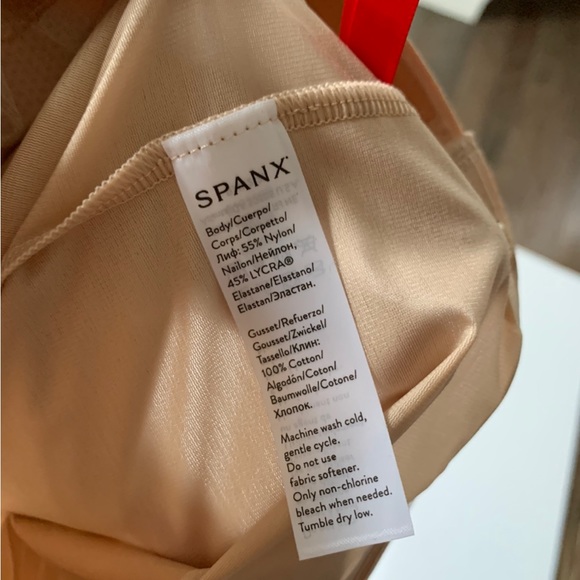 SPANX
Body/Cuerpo/
Corps/Corpetto/
Лиф: 55% Nylon/
Nailon/Нейлон,
45% LYCRA®
Elastane/Elastano/
Elastan/Эластан.
Gusset/Refuerzo/
Gousset/Zwickel/
Tassello/Клин:
100% Cotton/
Algodón/Coton/
Baumwolle/Cotone/
Хлопок.
Machine wash cold,
gentle cycle.
Do not use
fabric softener.
Only non-chlorine
bleach when needed.
Tumble dry low.